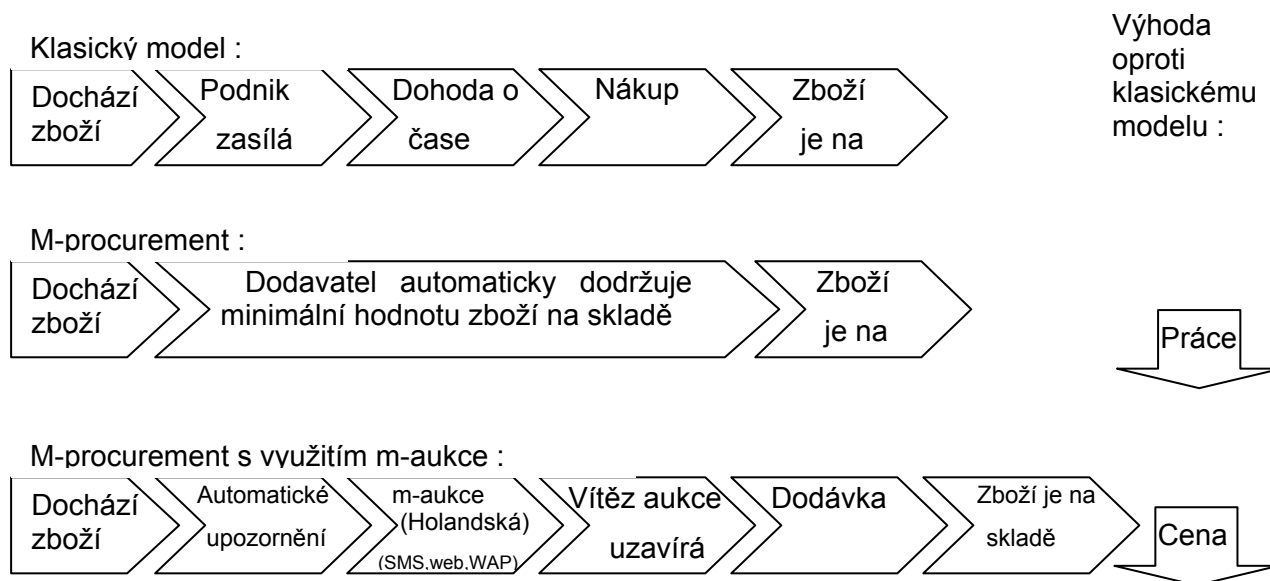 Výhoda
oproti
klasickému
modelu :
Klasický model :
Dochází
zboží
Podnik
zasílá
Dohoda o
čase
Nákup
Zboží
je na
M-procurement :
Dochází
zboží
Dodavatel automaticky dodržuje
minimální hodnotu zboží na skladě
Zboží
je na
Práce
M-procurement s využitím m-aukce :
Dochází
zboží
Automatické
upozornění
m-aukce
(Holandská)
(SMS,web,WAP)
Vítěz aukce
uzavírá
Dodávka
Zboží je na
skladě
Cena